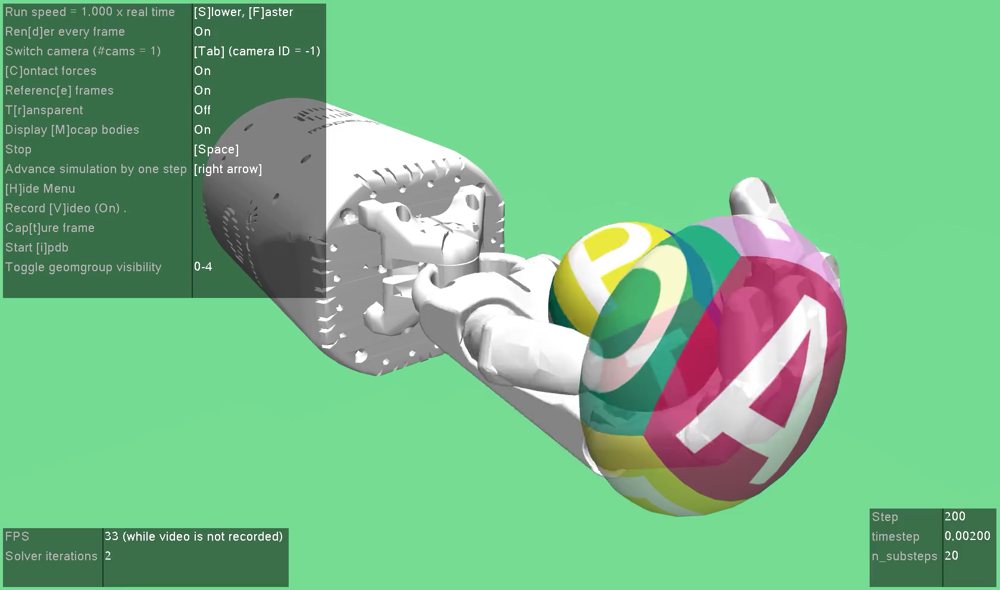 Run speed = 1.000 x real time [S]lower, [F]aster
Ren[d]er every frame On
Switch camera (#cams = 1) [Tab] (camera ID = -1)
[C]ontact forces On
Referenc[e] frames On
T[r]ansparent Off
Display [M]ocap bodies On
Stop [Space]
Advance simulation by one step [right arrow]
[H]ide Menu
Record [V]ideo (On) .
Cap[t]ure frame
Start [i]pdb
Toggle geomgroup visibility 0-4
P
O
A
FPS 33 (while video is not recorded)
Solver iterations 2
Step 200
timestep 0.00200
n_substeps 20